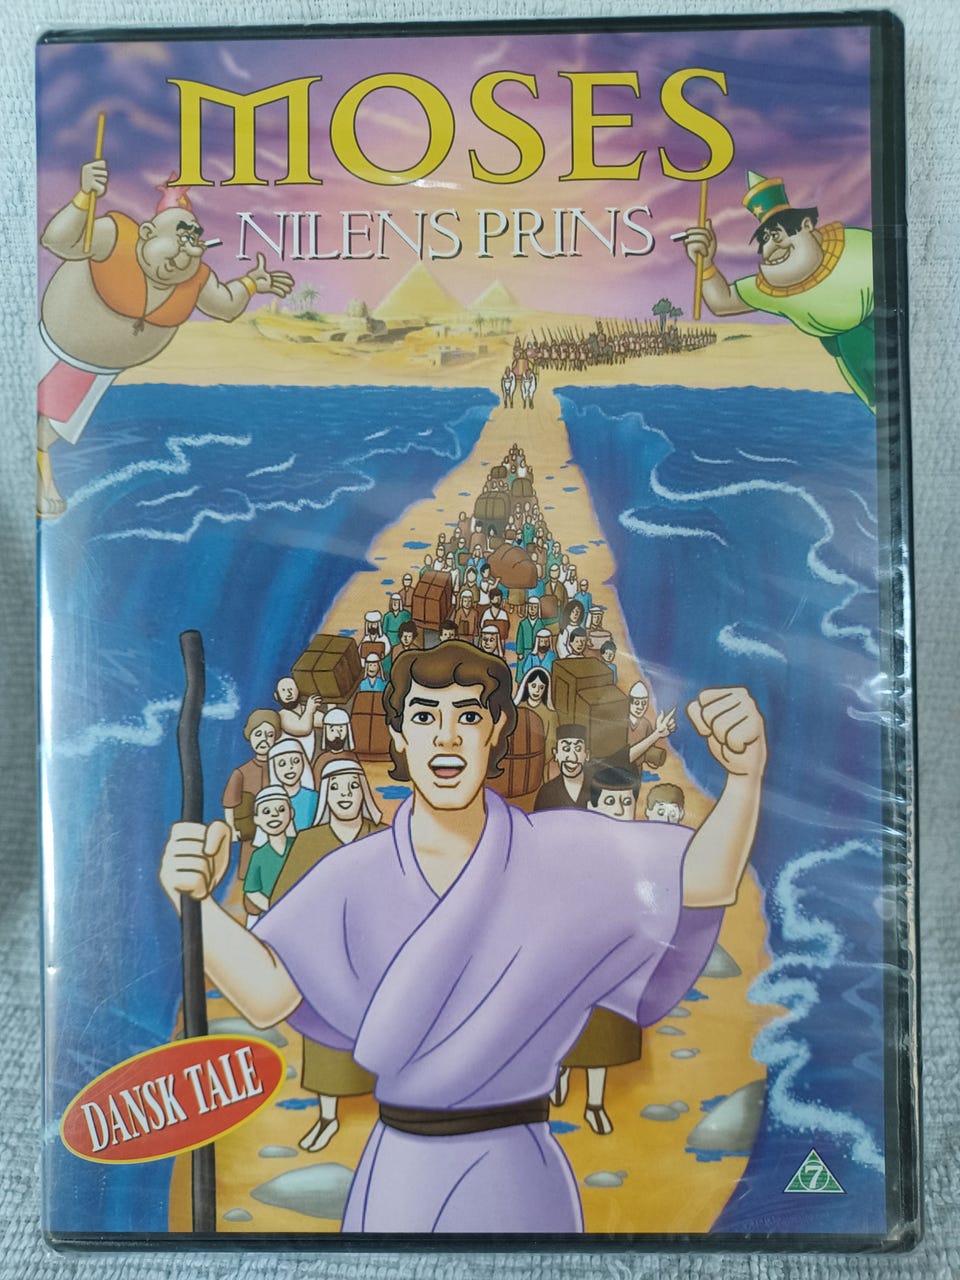 MOSES
NILENS PRINS
DANSK TALE
7